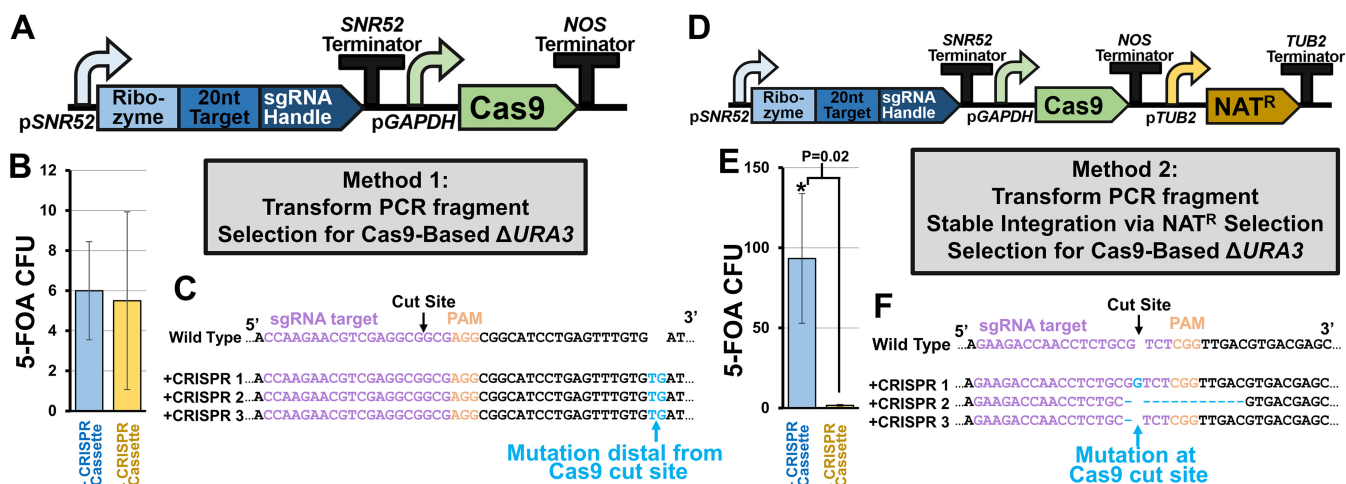 A
SNR52
Terminator
NOS
Terminator
Ribo-
zyme
20nt
Target
sgRNA
Handle
Cas9
pSNR52
pGAPDH
B
5-FOA CFU
12
10
8
6
4
2
0
CRISPR
Cassette
CRISPR
Cassette
Method 1:
Transform PCR fragment
Selection for Cas9-Based ΔURA3
C
Cut Site
5’
sgRNA target
PAM
3’
Wild Type ...ACCAAGAACGTCGAGGCGGCGAGGCGGCATCCTGAGTTTGTG AT...
+CRISPR 1 ...ACCAAGAACGTCGAGGCGGCGAGGCGGCATCCTGAGTTTGTGTGAT...
+CRISPR 2 ...ACCAAGAACGTCGAGGCGGCGAGGCGGCATCCTGAGTTTGTGTGAT...
+CRISPR 3 ...ACCAAGAACGTCGAGGCGGCGAGGCGGCATCCTGAGTTTGTGTGAT...
Mutation distal from
Cas9 cut site
D
SNR52
Terminator
NOS
Terminator
TUB2
Terminator
Ribo-
zyme
20nt
Target
sgRNA
Handle
Cas9
NATᴿ
pSNR52
pGAPDH
pTUB2
E
5-FOA CFU
150
100
50
0
P=0.02
*
CRISPR
Cassette
CRISPR
Cassette
Method 2:
Transform PCR fragment
Stable Integration via NATᴿ Selection
Selection for Cas9-Based ΔURA3
F
Cut Site
5’
sgRNA target
PAM
3’
Wild Type ...AGAAGACCAACCTCTGCG TCTCGGTTGACGTGACGAGC...
+CRISPR 1 ...AGAAGACCAACCTCTGCGGTCTCGGTTGACGTGACGAGC...
+CRISPR 2 ...AGAAGACCAACCTCTGC- ------------GTGACGAGC...
+CRISPR 3 ...AGAAGACCAACCTCTGC- TCTCGGTTGACGTGACGAGC...
Mutation at
Cas9 cut site